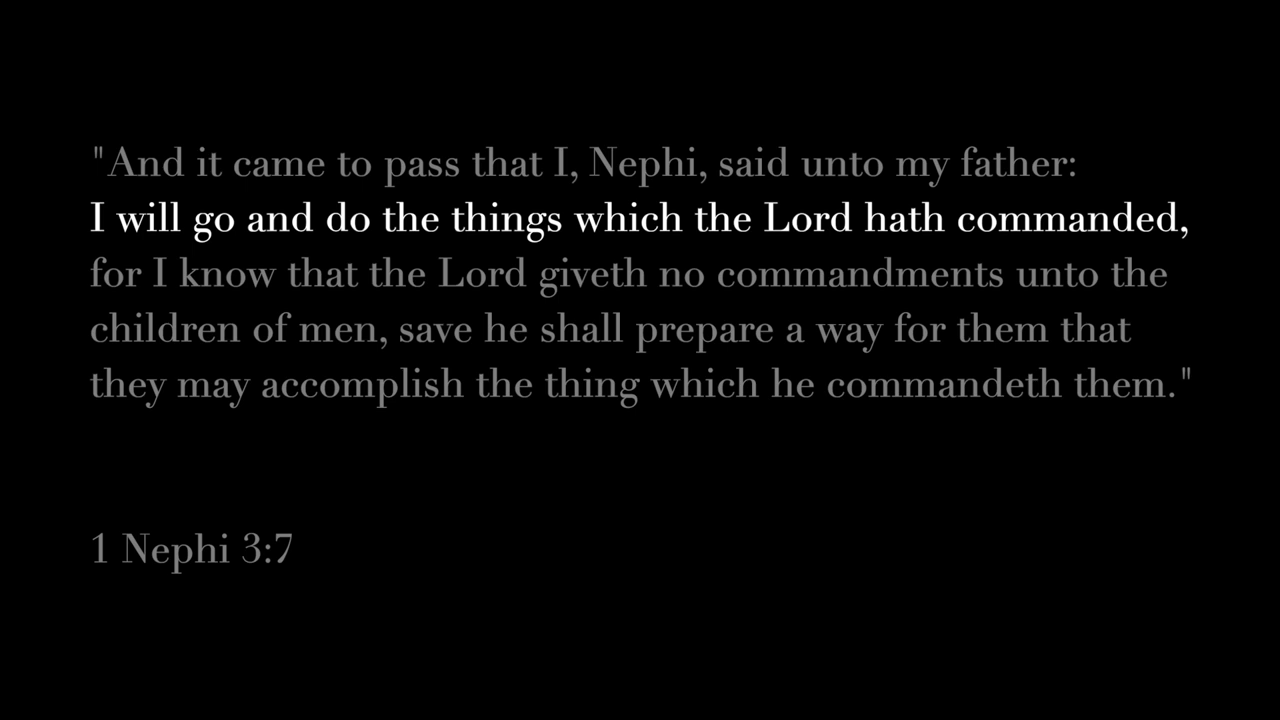 "And it came to pass that I, Nephi, said unto my father:
I will go and do the things which the Lord hath commanded,
for I know that the Lord giveth no commandments unto the
children of men, save he shall prepare a way for them that
they may accomplish the thing which he commandeth them."
1 Nephi 3:7